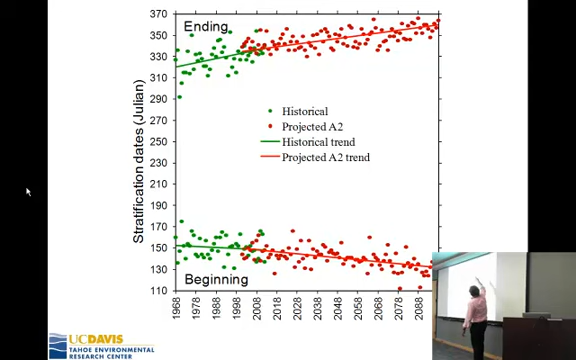 Stratification dates (Julian)
370
350
330
310
290
270
250
230
210
190
170
150
130
110
Ending
Historical
Projected A2
Historical trend
Projected A2 trend
Beginning
1968
1978
1988
1998
2008
2018
2028
2038
2048
2058
2068
2078
2088
UCDAVIS
TAHOE ENVIRONMENTAL
RESEARCH CENTER